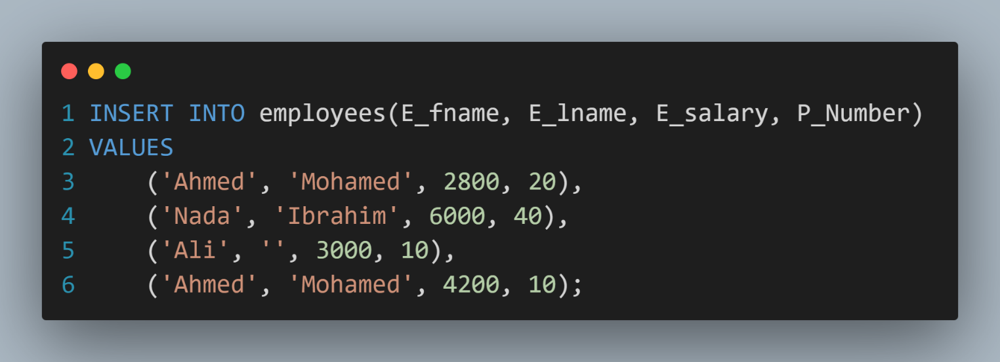 1 INSERT INTO employees(E_fname, E_lname, E_salary, P_Number)
2 VALUES
3     ('Ahmed', 'Mohamed', 2800, 20),
4     ('Nada', 'Ibrahim', 6000, 40),
5     ('Ali', '', 3000, 10),
6     ('Ahmed', 'Mohamed', 4200, 10);